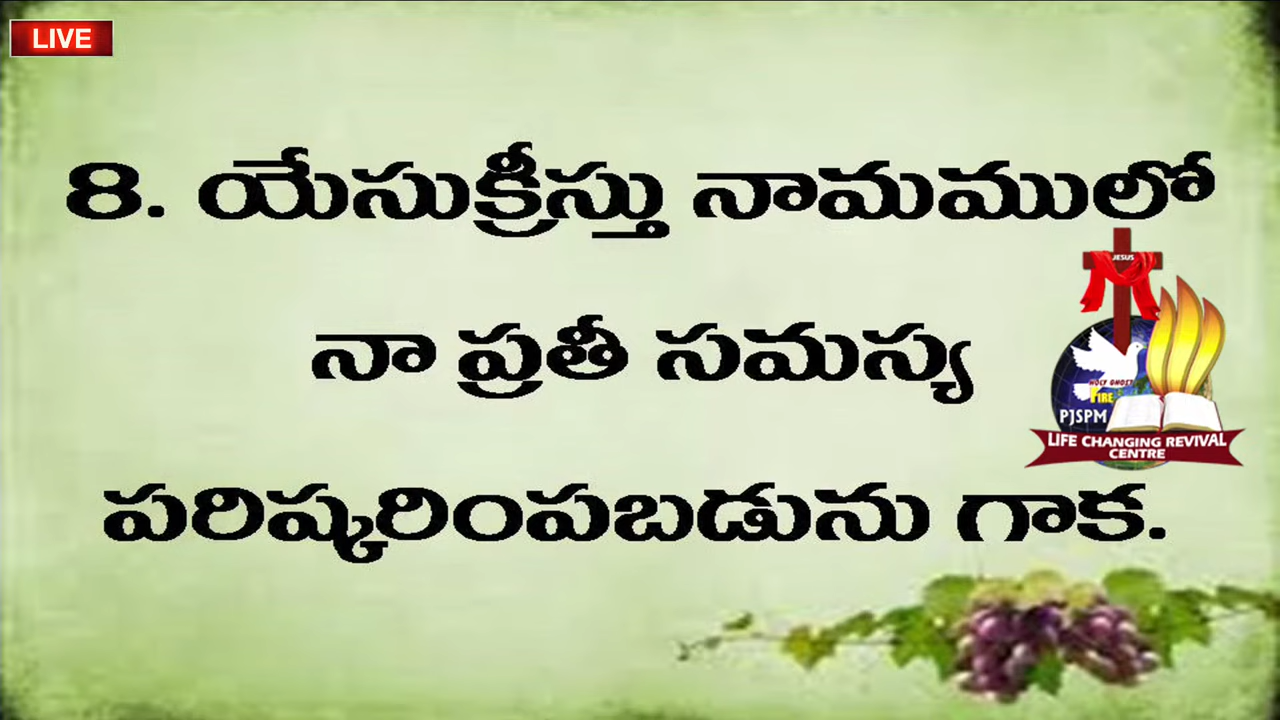 LIVE
8. యేసుక్రీస్తు నామములో
నా ప్రతీ సమస్య
పరిష్కరింపబడును గాక.
JESUS
HOLY GHOST
FIRE
PJSPM
LIFE CHANGING REVIVAL
CENTRE